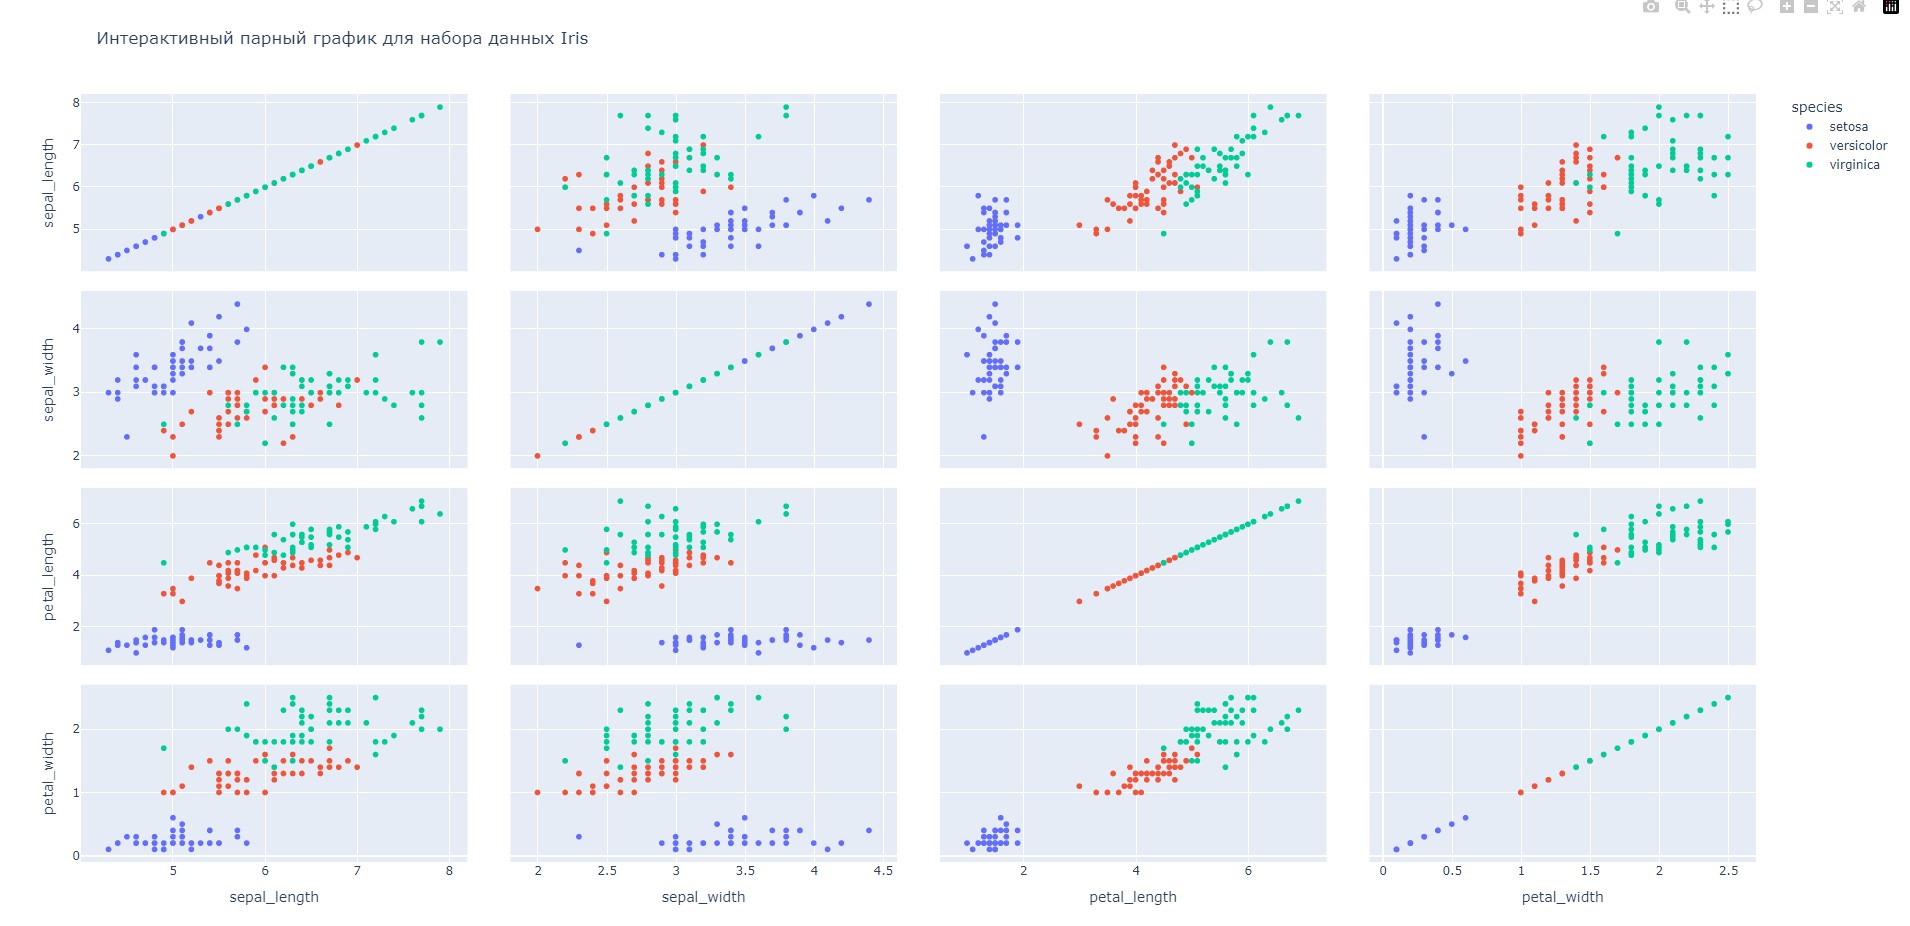 Интерактивный парный график для набора данных Iris
species
setosa
versicolor
virginica
sepal_length
8
7
6
5
sepal_width
4
3
2
petal_length
6
4
2
petal_width
2
1
0
5 6 7 8
2 2.5 3 3.5 4 4.5
2 4 6
0 0.5 1 1.5 2 2.5
sepal_length sepal_width petal_length petal_width